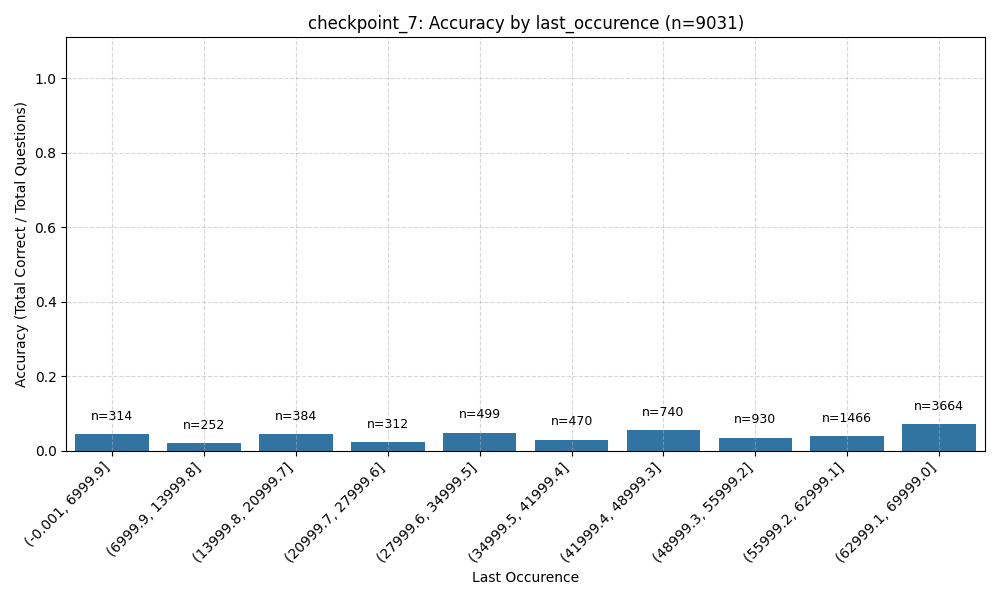 checkpoint_7: Accuracy by last_occurence (n=9031)
Accuracy (Total Correct / Total Questions)
1.0
0.8
0.6
0.4
0.2
0.0
n=314
n=252
n=384
n=312
n=499
n=470
n=740
n=930
n=1466
n=3664
(-0.001, 6999.9]
(6999.9, 13999.8]
(13999.8, 20999.7]
(20999.7, 27999.6]
(27999.6, 34999.5]
(34999.5, 41999.4]
(41999.4, 48999.3]
(48999.3, 55999.2]
(55999.2, 62999.1]
(62999.1, 69999.0]
Last Occurence